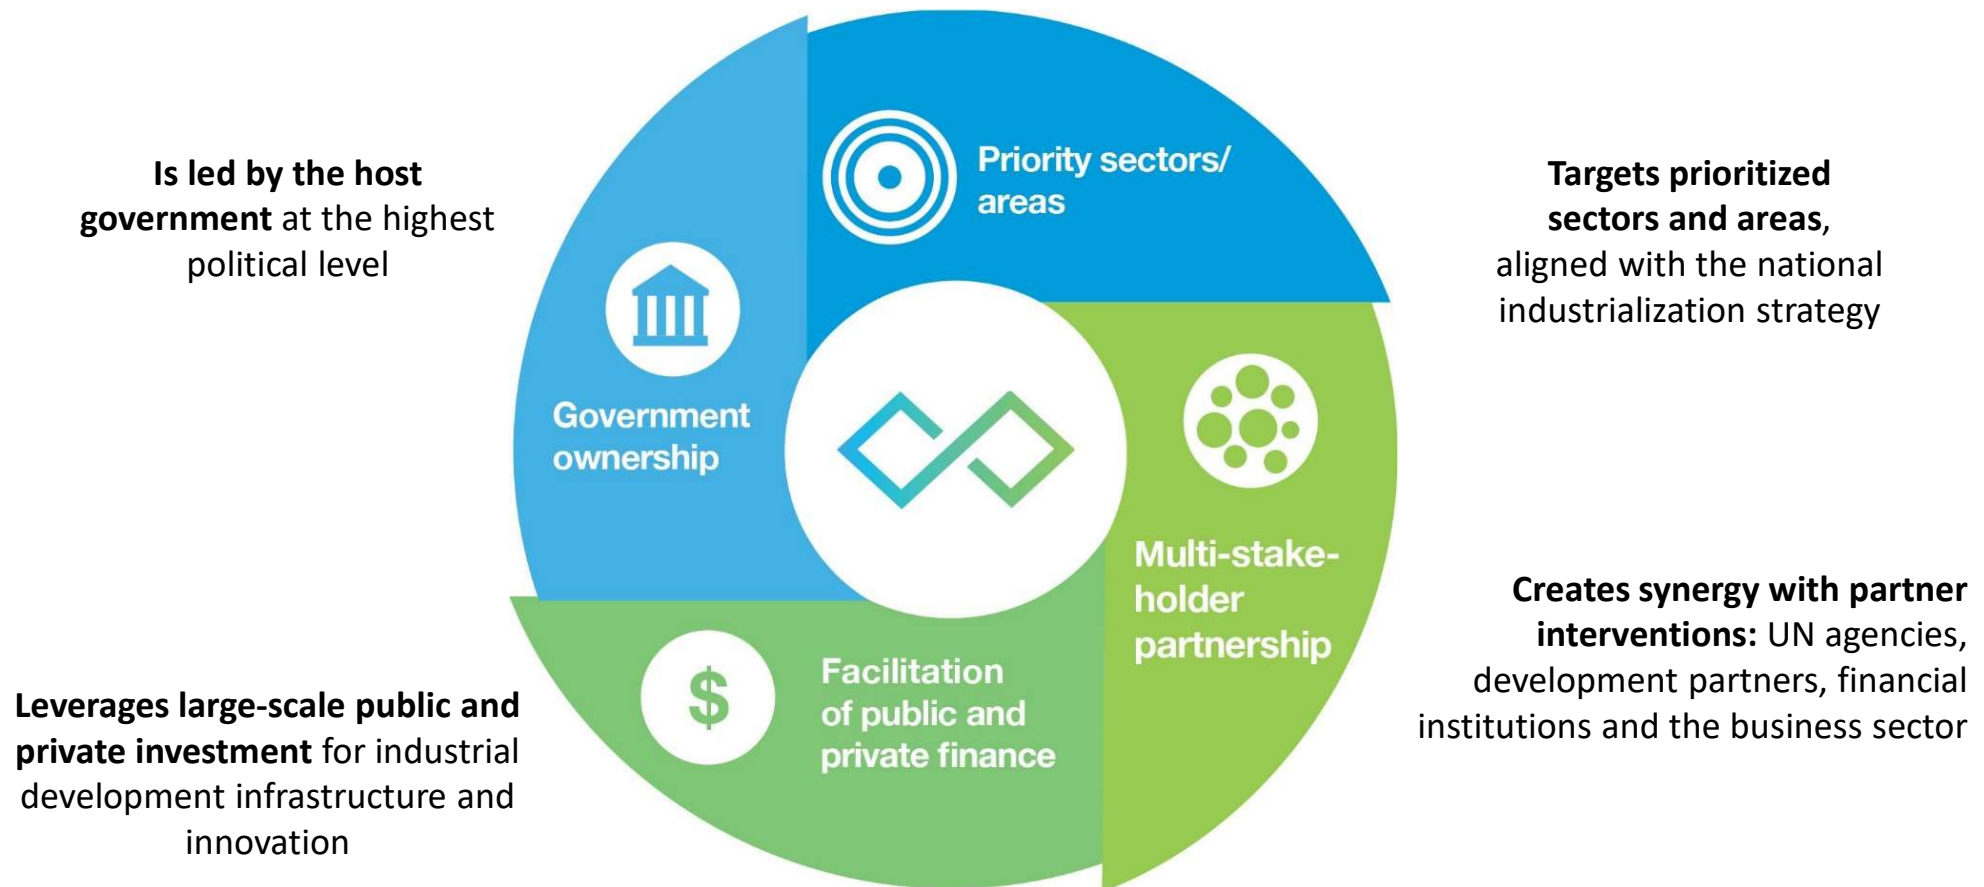 Is led by the host
government at the highest
political level
Priority sectors/
areas
Targets prioritized
sectors and areas,
aligned with the national
industrialization strategy
Government
ownership
Multi-stake-
holder
partnership
Creates synergy with partner
interventions: UN agencies,
development partners, financial
institutions and the business sector
Facilitation
of public and
private finance
$
Leverages large-scale public and
private investment for industrial
development infrastructure and
innovation